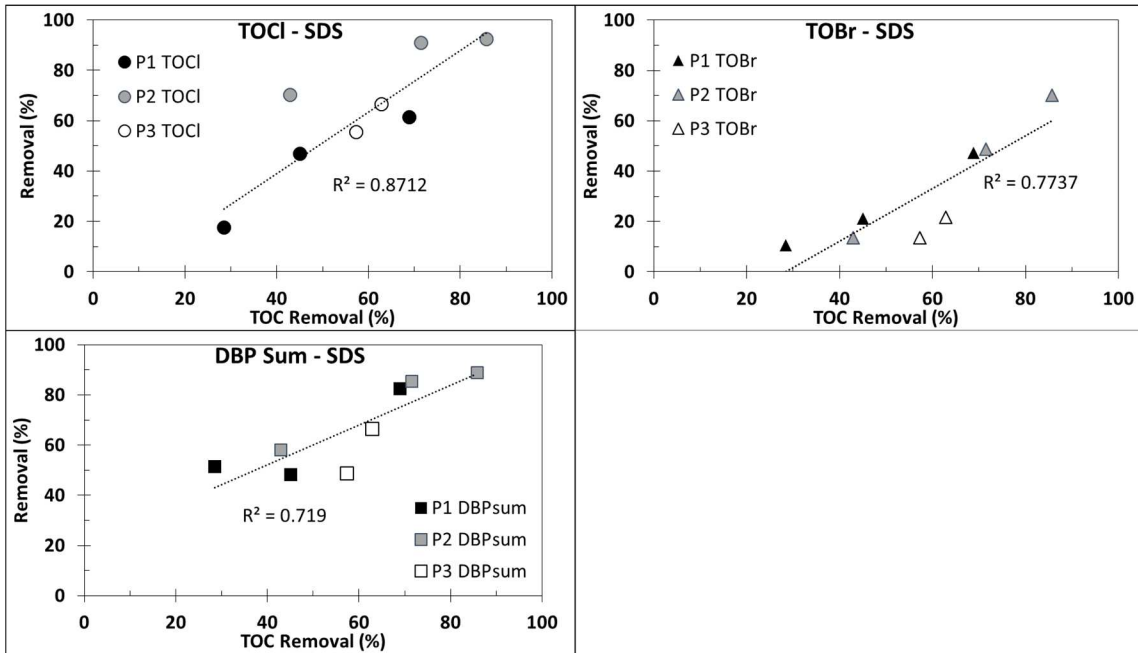 TOCl - SDS
100
80
60
40
20
0
Removal (%)
P1 TOCl
P2 TOCl
P3 TOCl
R² = 0.8712
0 20 40 60 80 100
TOC Removal (%)
TOBr - SDS
100
80
60
40
20
0
Removal (%)
P1 TOBr
P2 TOBr
P3 TOBr
R² = 0.7737
0 20 40 60 80 100
TOC Removal (%)
DBP Sum - SDS
100
80
60
40
20
0
Removal (%)
R² = 0.719
P1 DBPsum
P2 DBPsum
P3 DBPsum
0 20 40 60 80 100
TOC Removal (%)